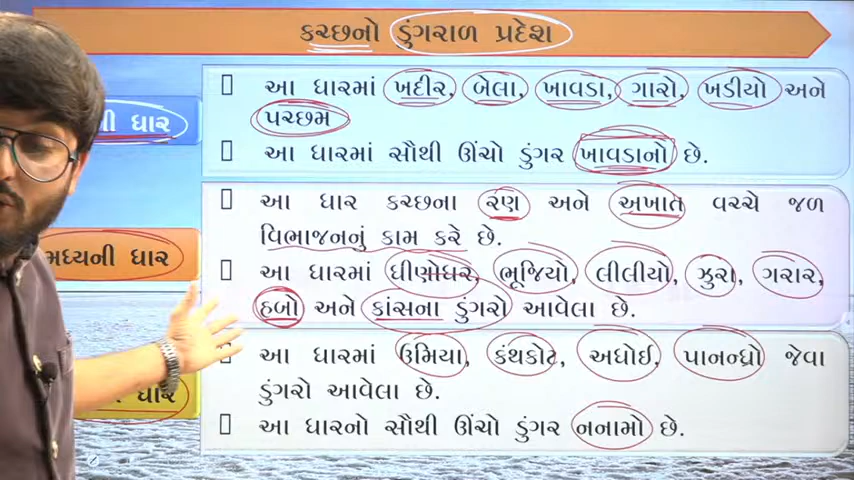 કચ્છનો ડુંગરાળ પ્રદેશ
ધાર
આ ધારમાં ખદીર, બેલા, ખાવડા, ગારો, ખડીયો અને
પચ્છમ
આ ધારમાં સૌથી ઊંચો ડુંગર ખાવડાનો છે.
મધ્યની ધાર
આ ધાર કચ્છના રણ અને અખાત વચ્ચે જળ
વિભાજનનું કામ કરે છે.
આ ધારમાં ધીણોધર, ભૂજિયો, લીલીયો, ઝુરા, ગરાર,
હબો અને કાંસના ડુંગરો આવેલા છે.
ધાર
આ ધારમાં ઉમિયા, કંથકોટ, અધોઈ, પાનન્ધ્રો જેવા
ડુંગરો આવેલા છે.
આ ધારનો સૌથી ઊંચો ડુંગર નનામો છે.